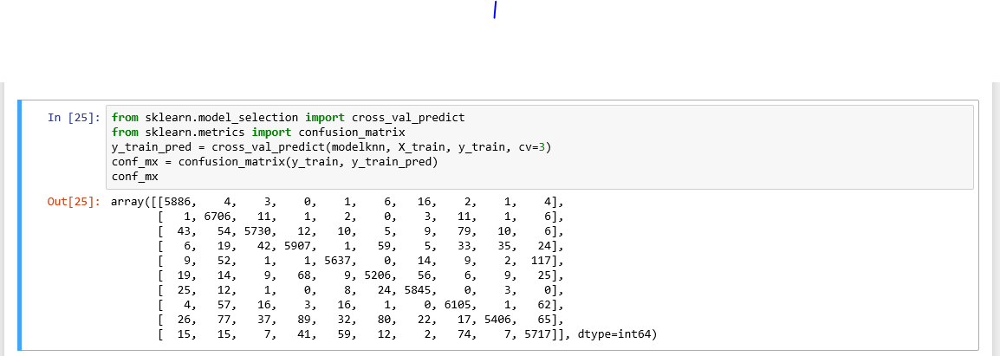 In [25]: from sklearn.model_selection import cross_val_predict
from sklearn.metrics import confusion_matrix
y_train_pred = cross_val_predict(modelknn, X_train, y_train, cv=3)
conf_mx = confusion_matrix(y_train, y_train_pred)
conf_mx
Out[25]: array([[5886, 4, 3, 0, 1, 6, 16, 2, 1, 4],
[ 1, 6706, 11, 1, 2, 0, 3, 11, 1, 6],
[ 43, 54, 5730, 12, 10, 5, 9, 79, 10, 6],
[ 6, 19, 42, 5907, 1, 59, 5, 33, 35, 24],
[ 9, 52, 1, 1, 5637, 0, 14, 9, 2, 117],
[ 19, 14, 9, 68, 9, 5206, 56, 6, 9, 25],
[ 25, 12, 1, 0, 8, 24, 5845, 0, 3, 0],
[ 4, 57, 16, 3, 16, 1, 0, 6105, 1, 62],
[ 26, 77, 37, 89, 32, 80, 22, 17, 5406, 65],
[ 15, 15, 7, 41, 59, 12, 2, 74, 7, 5717]], dtype=int64)